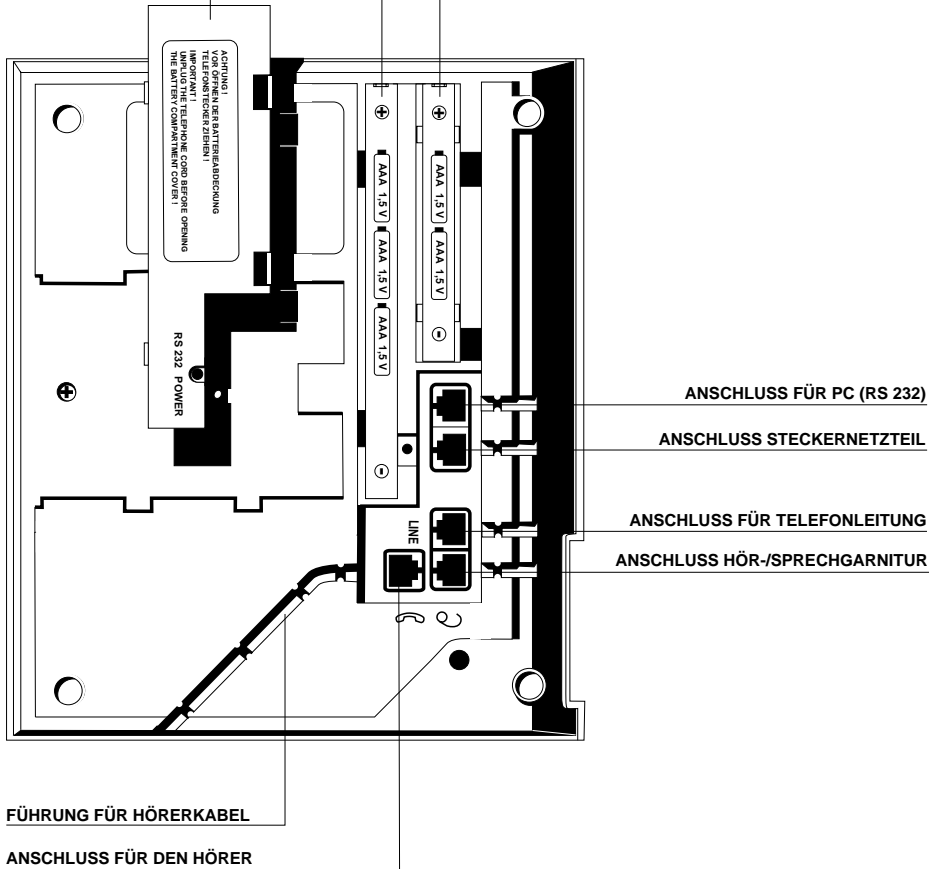 ACHTUNG !
VOR ÖFFNEN DER BATTERIEABDECKUNG
TELEFONSTECKER ZIEHEN !
IMPORTANT !
UNPLUG THE TELEPHONE CORD BEFORE OPENING
THE BATTERY COMPARTMENT COVER !
RS 232 POWER
AAA 1,5 V
AAA 1,5 V
AAA 1,5 V
AAA 1,5 V
AAA 1,5 V
LINE
ANSCHLUSS FÜR PC (RS 232)
ANSCHLUSS STECKERNETZTEIL
ANSCHLUSS FÜR TELEFONLEITUNG
ANSCHLUSS HÖR-/SPRECHGARNITUR
FÜHRUNG FÜR HÖRERKABEL
ANSCHLUSS FÜR DEN HÖRER